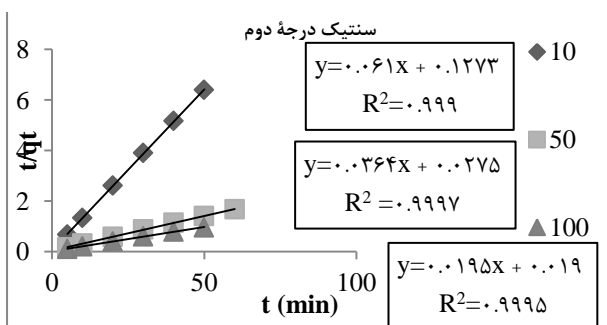 سنتیک درجۀ دوم
8
6
4
2
0
t/qt
0
50
100
t (min)
y=۰.۰۶۱x + ۰.۱۲۷۳
R²=۰.۹۹۹
y=۰.۰۳۶۴x + ۰.۰۲۷۵
R² =۰.۹۹۹۷
y=۰.۰۱۹۵x + ۰.۰۱۹
R²=۰.۹۹۹۵
10
50
100